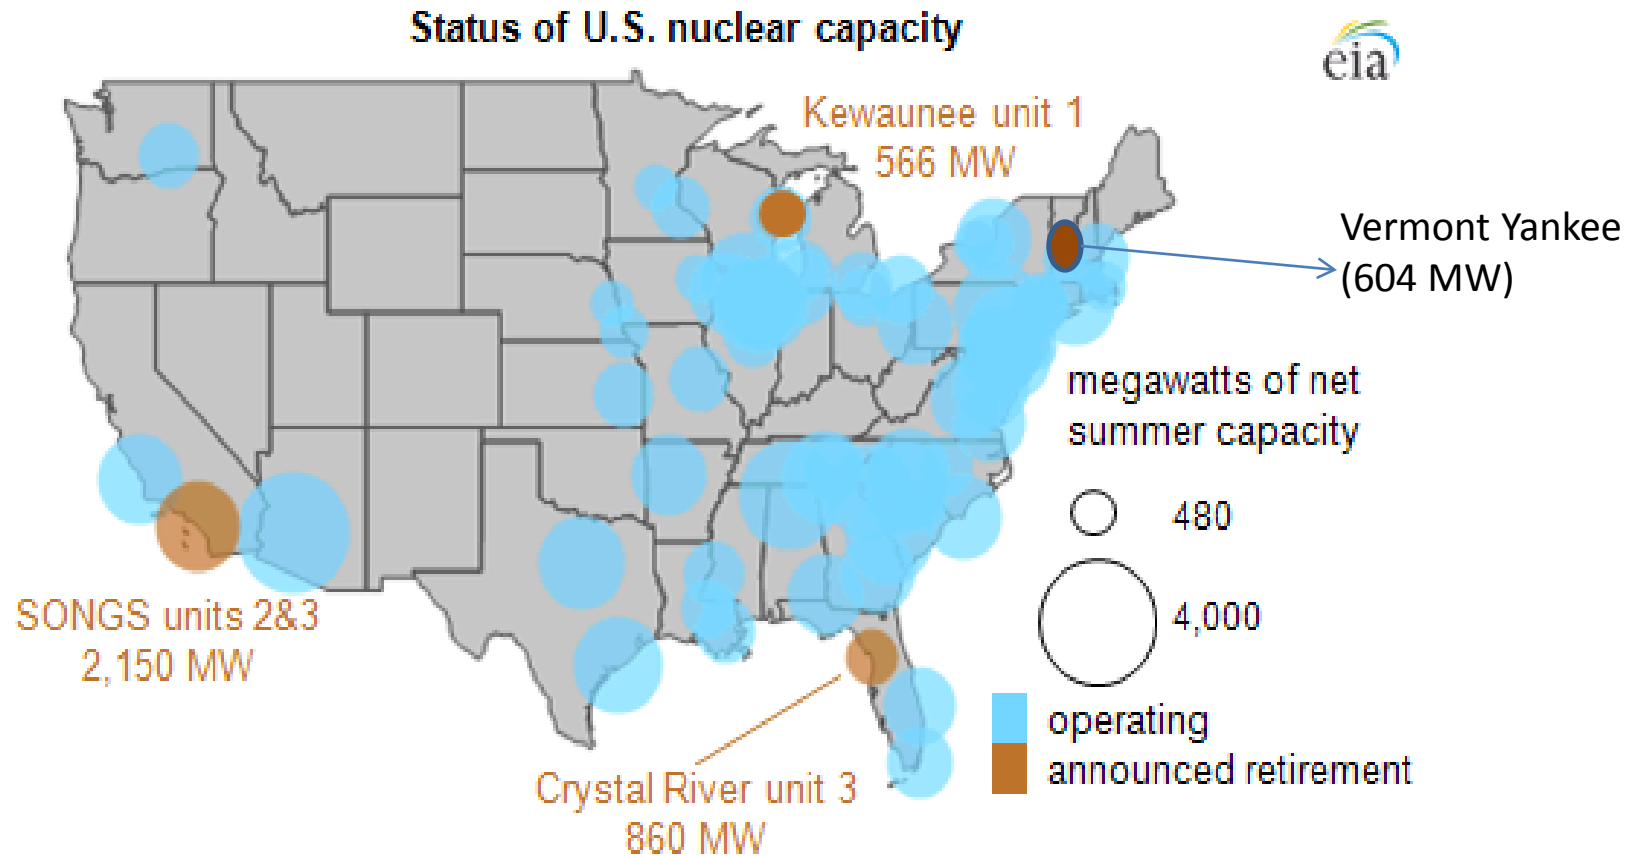 Status of U.S. nuclear capacity
eia
Kewaunee unit 1
566 MW
Vermont Yankee
(604 MW)
megawatts of net
summer capacity
480
4,000
SONGS units 2&3
2,150 MW
operating
announced retirement
Crystal River unit 3
860 MW